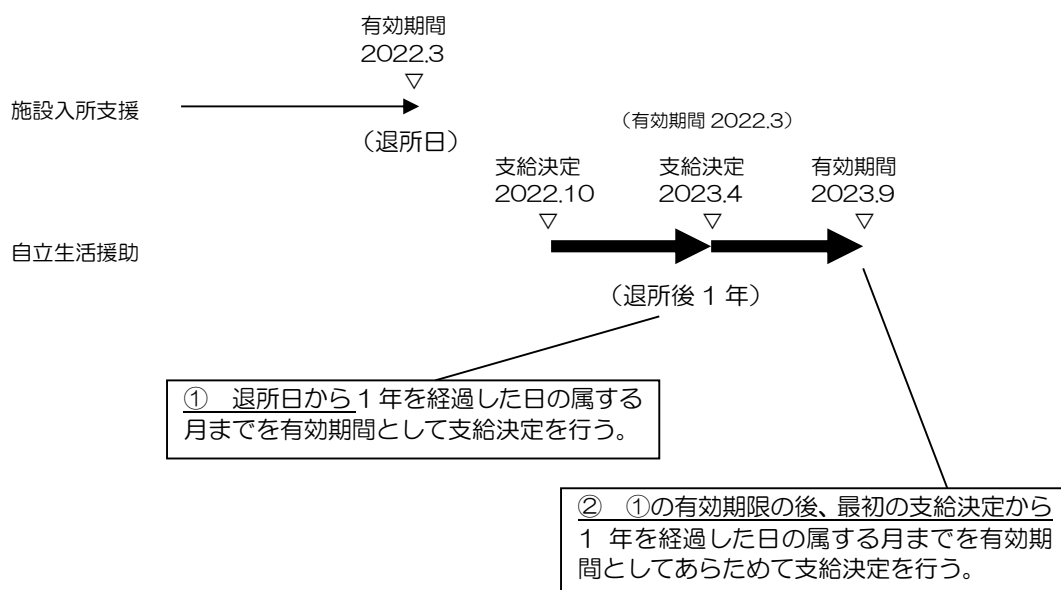 有効期間
2022.3
▽
施設入所支援
（退所日）
（有効期間 2022.3）
支給決定
2022.10
▽
支給決定
2023.4
▽
有効期間
2023.9
▽
自立生活援助
（退所後 1 年）
① 退所日から 1 年を経過した日の属する
月までを有効期間として支給決定を行う。
② ①の有効期限の後、最初の支給決定から
1 年を経過した日の属する月までを有効期
間としてあらためて支給決定を行う。